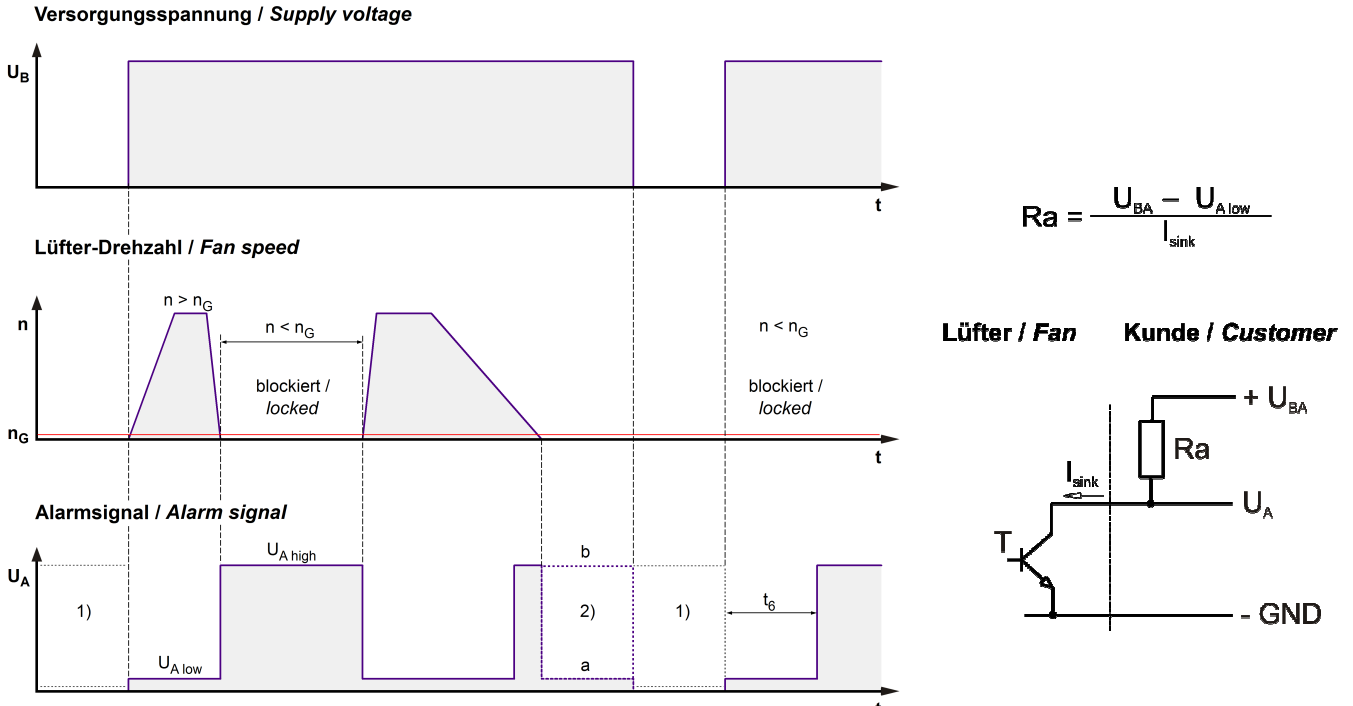 Versorgungsspannung / Supply voltage
U_B
t
Lüfter-Drehzahl / Fan speed
n
n > n_G
n < n_G
blockiert /
locked
n < n_G
blockiert /
locked
n_G
t
Alarmsignal / Alarm signal
U_A
1)
U_A low
U_A high
b
2)
a
1)
t_6
t
Ra = U_BA – U_A low
I_sink
Lüfter / Fan
Kunde / Customer
+ U_BA
Ra
I_sink
U_A
T
- GND